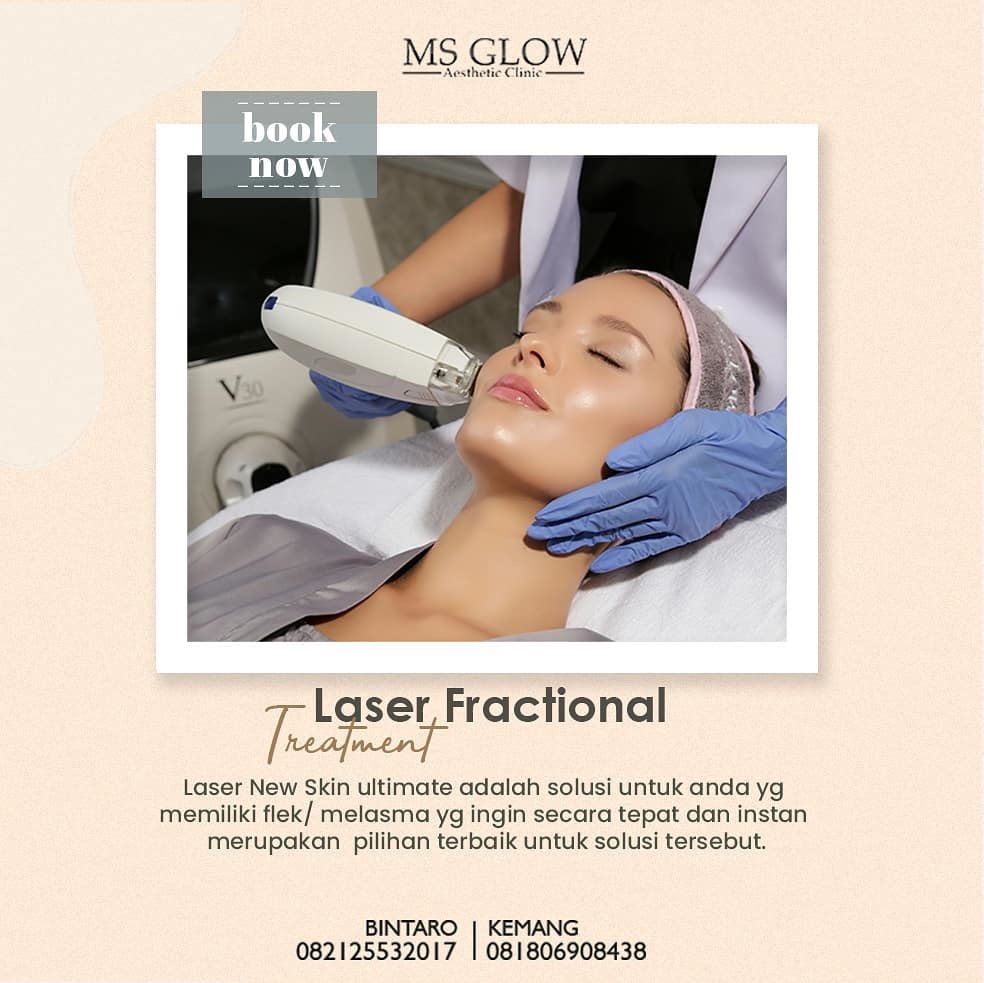 MS GLOW
Aesthetic Clinic
book
now
V30
Laser Fractional
Treatment
Laser New Skin ultimate adalah solusi untuk anda yg
memiliki flek/ melasma yg ingin secara tepat dan instan
merupakan pilihan terbaik untuk solusi tersebut.
BINTARO | KEMANG
082125532017 | 081806908438